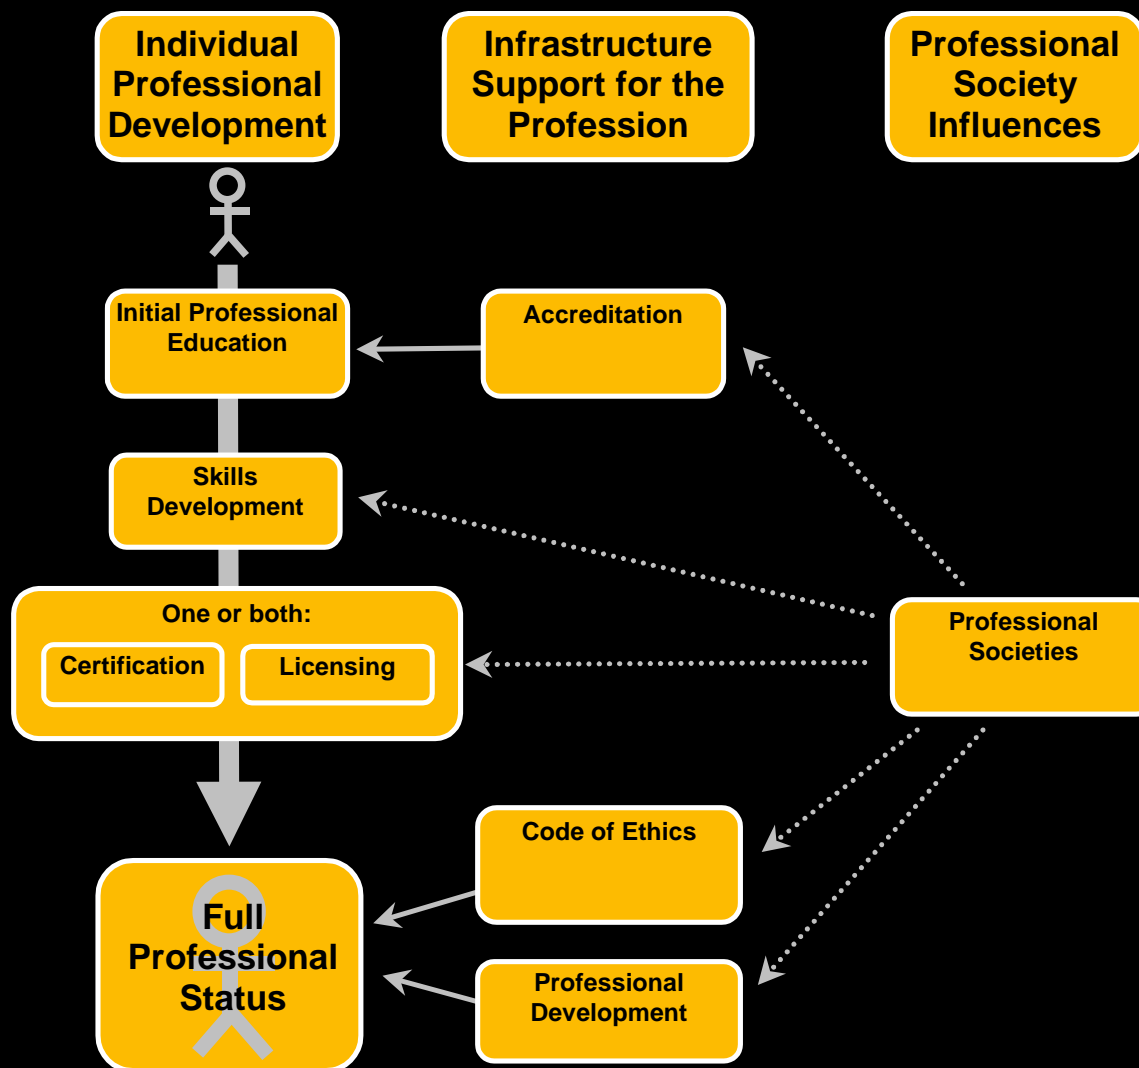 Individual
Professional
Development
Infrastructure
Support for the
Profession
Professional
Society
Influences
Initial Professional
Education
Accreditation
Skills
Development
One or both:
Certification
Licensing
Professional
Societies
Code of Ethics
Full
Professional
Status
Professional
Development